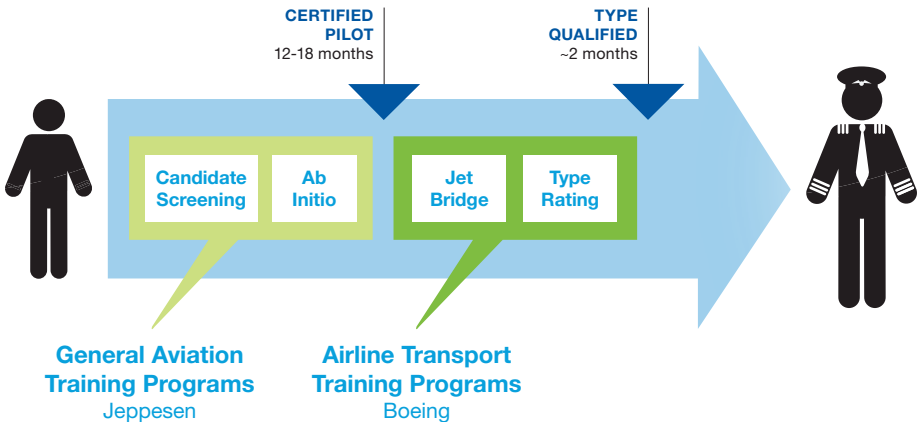 CERTIFIED
PILOT
12-18 months
TYPE
QUALIFIED
~2 months
Candidate
Screening
Ab
Initio
Jet
Bridge
Type
Rating
General Aviation
Training Programs
Jeppesen
Airline Transport
Training Programs
Boeing